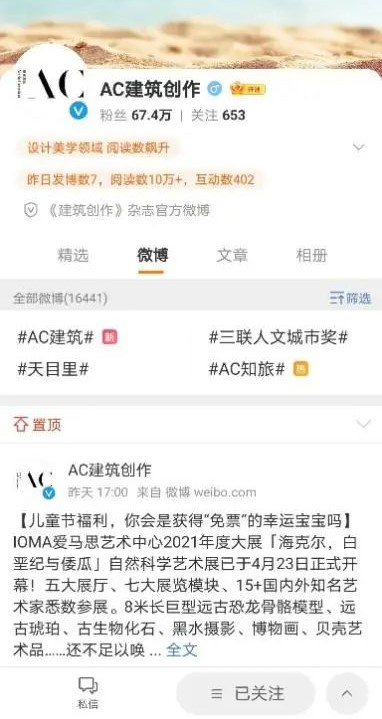 AC
AC建筑创作
粉丝 67.4万 | 关注 653
设计美学领域 阅读数飙升
昨日发博数7，阅读数10万+，互动数402
《建筑创作》杂志官方微博
精选 微博 文章 相册
全部微博(16441) 筛选
#AC建筑# 新 #三联人文城市奖#
#天目里# #AC知旅# 热
置顶
AC
AC建筑创作
昨天 17:00 来自 微博 weibo.com
【儿童节福利，你会是获得“免票”的幸运宝宝吗】
IOMA爱马思艺术中心2021年度大展「海克尔，白
垩纪与倭瓜」自然科学艺术展已于4月23日正式开
幕！五大展厅、七大展览模块、15+国内外知名艺
术家悉数参展。8米长巨型远古恐龙骨骼模型、远
古琥珀、古生物化石、黑水摄影、博物画、贝壳艺
术品……还不足以唤 ... 全文
私信
已关注